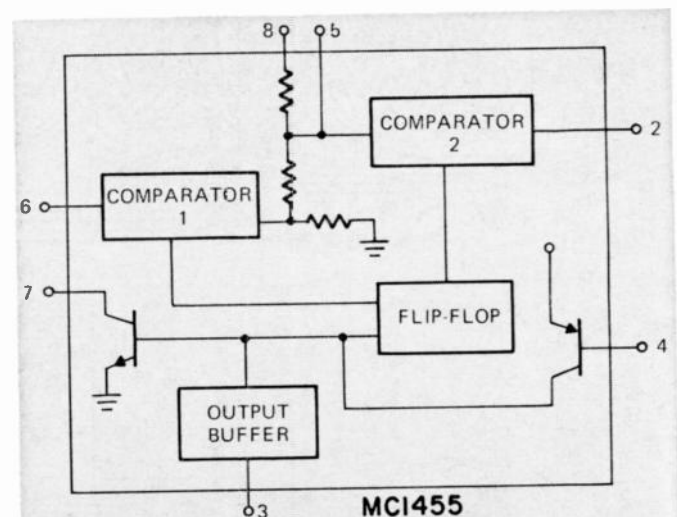 8
5
COMPARATOR
2
2
COMPARATOR
1
6
7
FLIP-FLOP
4
OUTPUT
BUFFER
3
MC1455